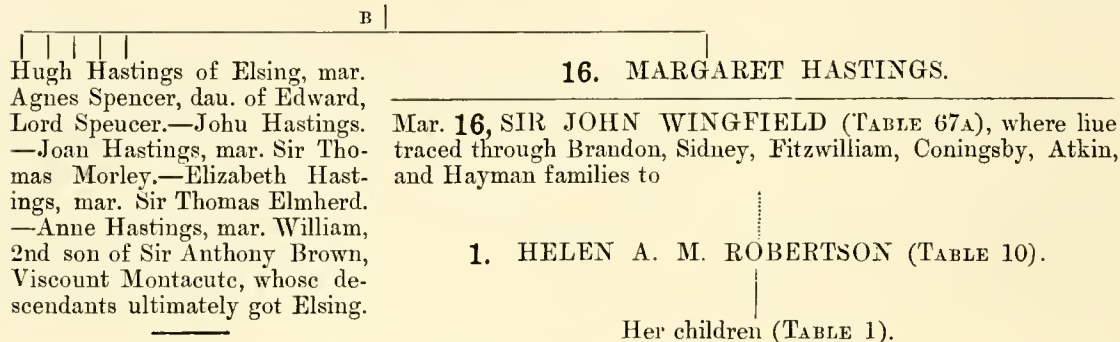 B
Hugh Hastings of Elsing, mar.
Agnes Spencer, dau. of Edward,
Lord Speucer.—Johu Hastings.
—Joan Hastings, mar. Sir Tho-
mas Morley.—Elizabeth Hast-
ings, mar. Sir Thomas Elmherd.
—Anne Hastings, mar. William,
2nd son of Sir Anthony Brown,
Viscount Montacute, whose de-
scendants ultimately got Elsing.
16. MARGARET HASTINGS.
Mar. 16, SIR JOHN WINGFIELD (TABLE 67A), where liue
traced through Brandon, Sidney, Fitzwilliam, Coningsby, Atkin,
and Hayman families to
1. HELEN A. M. ROBERTSON (TABLE 10).
Her children (TABLE 1).